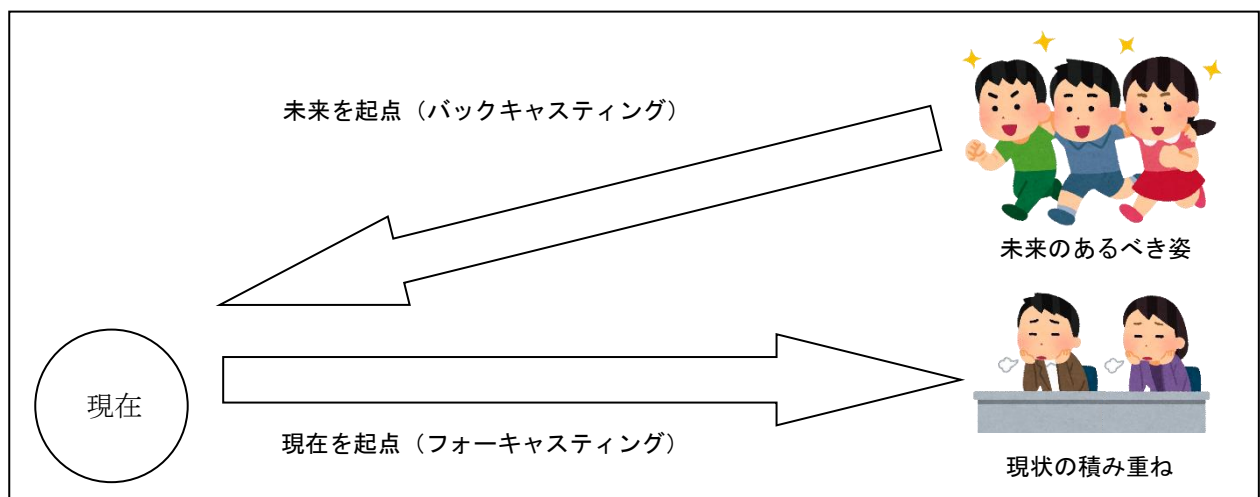 未来を起点(バックキャスティング)
未来のあるべき姿
現在
現在を起点(フォーキャスティング)
現状の積み重ね